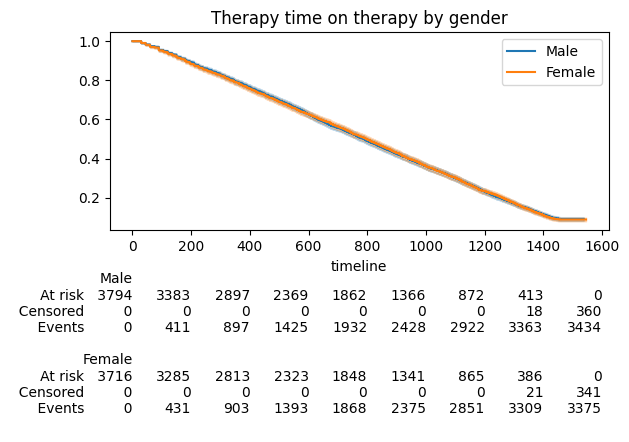 Therapy time on therapy by gender
1.0
0.8
0.6
0.4
0.2
Male
Female
0 200 400 600 800 1000 1200 1400 1600
timeline
Male
At risk 3794 3383 2897 2369 1862 1366 872 413 0
Censored 0 0 0 0 0 0 0 18 360
Events 0 411 897 1425 1932 2428 2922 3363 3434
Female
At risk 3716 3285 2813 2323 1848 1341 865 386 0
Censored 0 0 0 0 0 0 0 21 341
Events 0 431 903 1393 1868 2375 2851 3309 3375